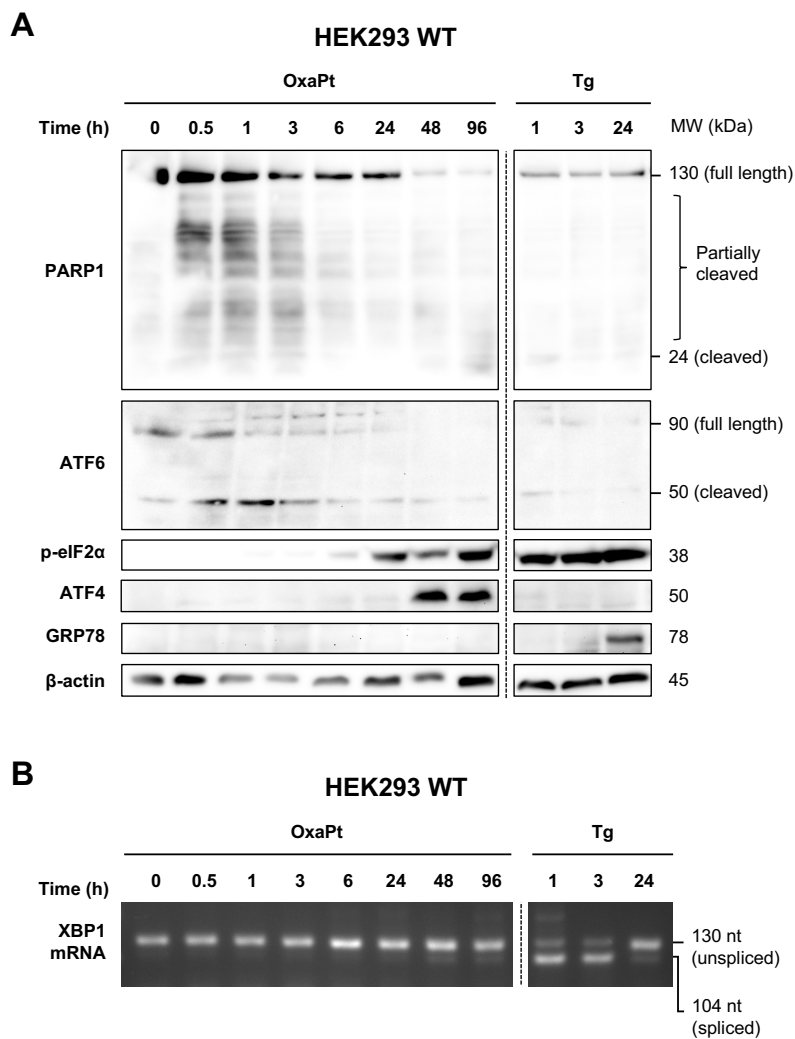 A
HEK293 WT
OxaPt Tg
Time (h) 0 0.5 1 3 6 24 48 96 1 3 24 MW (kDa)
130 (full length)
PARP1
Partially
cleaved
24 (cleaved)
ATF6
90 (full length)
50 (cleaved)
p-eIF2α 38
ATF4 50
GRP78 78
β-actin 45
B
HEK293 WT
OxaPt Tg
Time (h) 0 0.5 1 3 6 24 48 96 1 3 24
XBP1
mRNA
130 nt
(unspliced)
104 nt
(spliced)